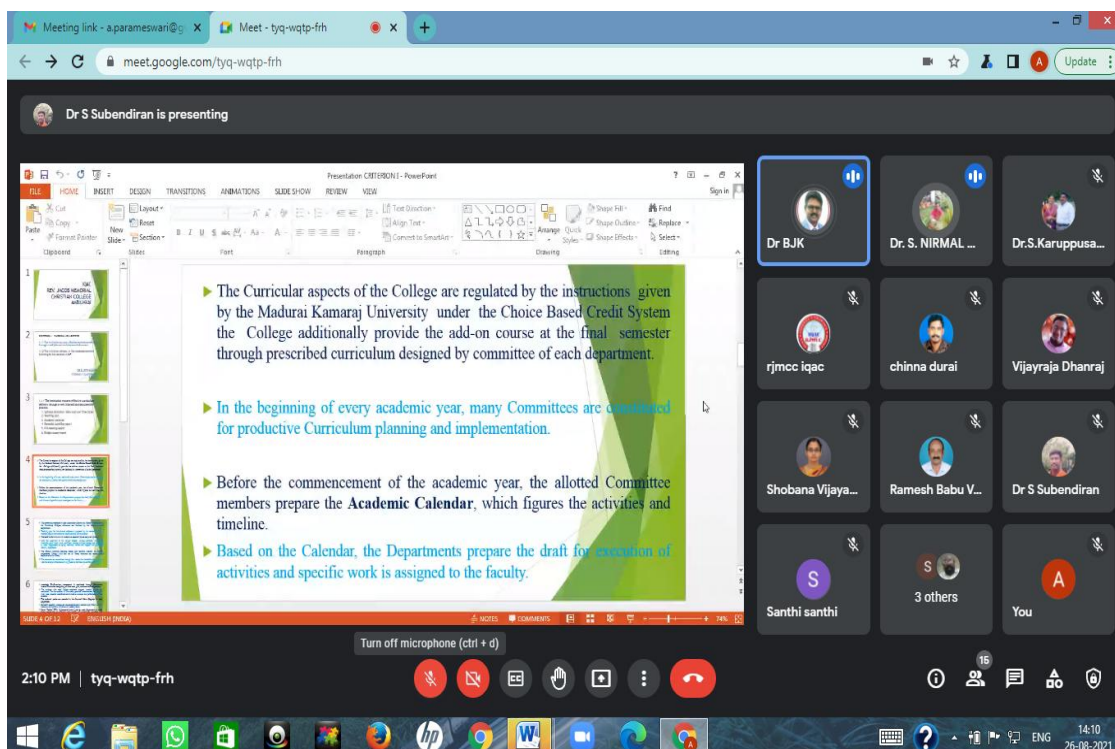 Meeting link - a.parameswari@g
Meet - tyq-wqtp-frh
meet.google.com/tyq-wqtp-frh
A
Update
Dr S Subendiran is presenting
Presentation CRITERION I - PowerPoint
FILE HOME INSERT DESIGN TRANSITIONS ANIMATIONS SLIDE SHOW REVIEW VIEW
Sign in
Cut
Copy
Format Painter
Paste
New
Slide
Layout
Reset
Section
Text Direction
Align Text
Convert to SmartArt
Arrange
Quick
Styles
Shape Fill
Shape Outline
Shape Effects
Find
Replace
Select
Clipboard
Slides
Font
Paragraph
Drawing
Editing
1
2
3
4
5
6
The Curricular aspects of the College are regulated by the instructions given
by the Madurai Kamaraj University under the Choice Based Credit System
the College additionally provide the add-on course at the final semester
through prescribed curriculum designed by committee of each department.
In the beginning of every academic year, many Committees are constituted
for productive Curriculum planning and implementation.
Before the commencement of the academic year, the allotted Committee
members prepare the Academic Calendar, which figures the activities and
timeline.
Based on the Calendar, the Departments prepare the draft for execution of
activities and specific work is assigned to the faculty.
SLIDE 4 OF 12 ENGLISH (INDIA)
NOTES COMMENTS
74%
Dr BJK
Dr. S. NIRMAL ...
Dr.S.Karuppusa...
rjmcc iqac
chinna durai
Vijayraja Dhanraj
Shobana Vijaya...
Ramesh Babu V...
Dr S Subendiran
S
Santhi santhi
S
3 others
A
You
Turn off microphone (ctrl + d)
2:10 PM | tyq-wqtp-frh
CC
15
hp
W
ENG
14:10
26-08-2021